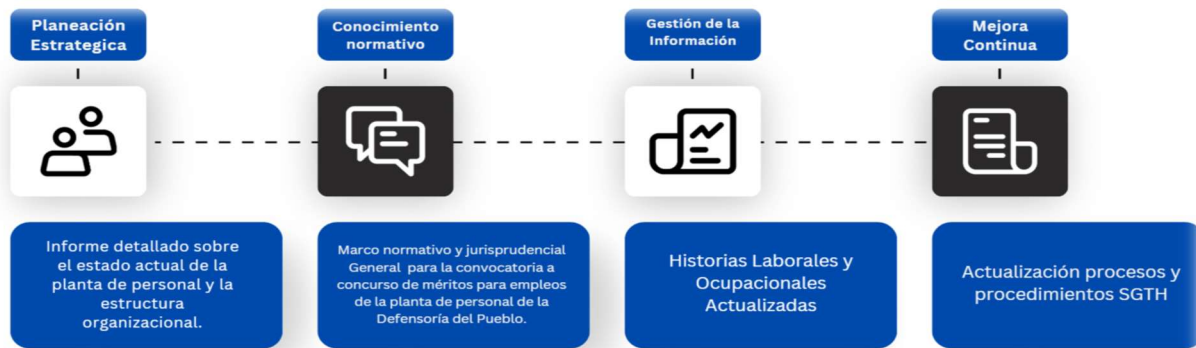 Planeación
Estrategica
Conocimiento
normativo
Gestión de la
Información
Mejora
Continua
Informe detallado sobre
el estado actual de la
planta de personal y la
estructura
organizacional.
Marco normativo y jurisprudencial
General para la convocatoria a
concurso de méritos para empleos
de la planta de personal de la
Defensoría del Pueblo.
Historias Laborales y
Ocupacionales
Actualizadas
Actualización procesos y
procedimientos SGTH